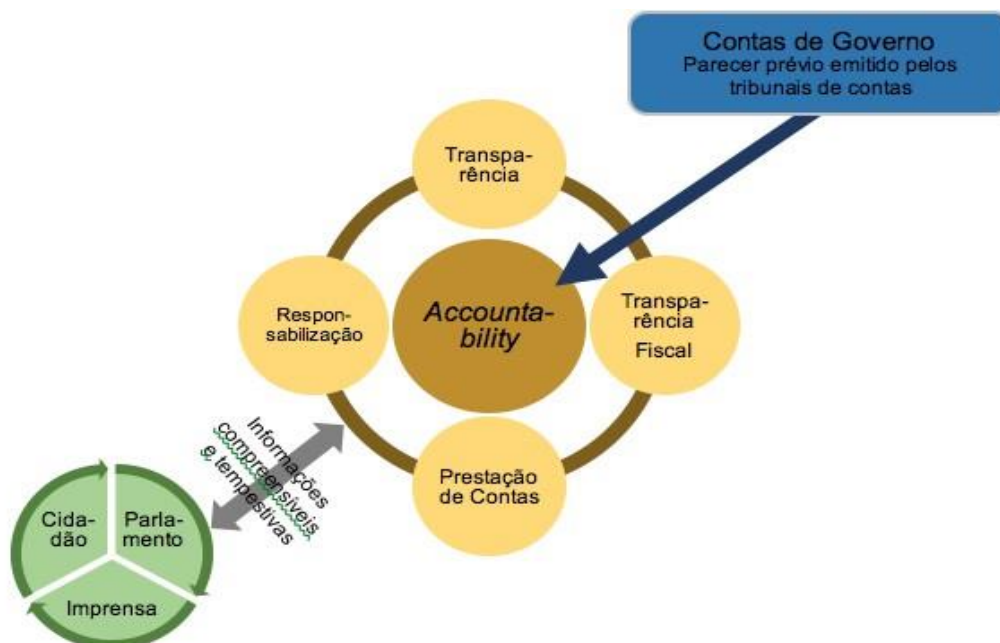 Contas de Governo
Parecer prévio emitido pelos
tribunais de contas
Transpa-
rência
Respon-
sabilização
Accounta-
bility
Transpa-
rência
Fiscal
Prestação
de Contas
Informações
compreensíveis
e tempestivas
Cida-
dão
Parla-
mento
Imprensa